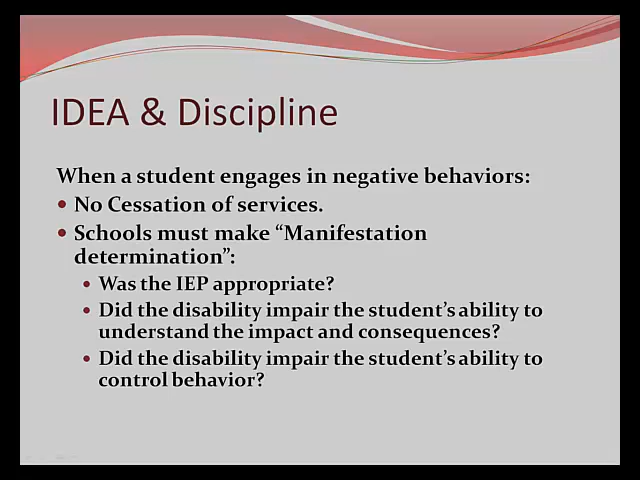 IDEA & Discipline
When a student engages in negative behaviors:
• No Cessation of services.
• Schools must make “Manifestation
determination”:
• Was the IEP appropriate?
• Did the disability impair the student’s ability to
understand the impact and consequences?
• Did the disability impair the student’s ability to
control behavior?